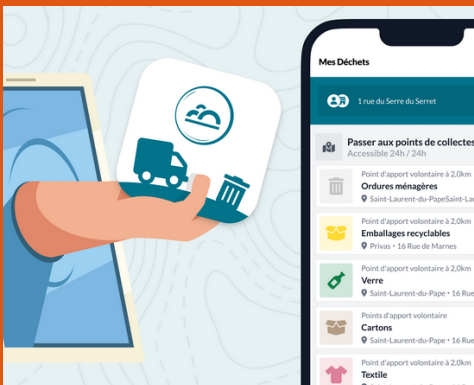 Mes Déchets
1 rue du Serre du Serret
Passer aux points de collectes
Accessible 24h / 24h
Point d'apport volontaire à 2,0km
Ordures ménagères
Saint-Laurent-du-PapeSaint-Lau
Point d'apport volontaire à 2,0km
Emballages recyclables
Privas • 16 Rue de Marnes
Point d'apport volontaire à 2,0km
Verre
Saint-Laurent-du-Pape • 16 Rue
Points d'apport volontaire
Cartons
Saint-Laurent-du-Pape • 16 Rue
Point d'apport volontaire à 2,0km
Textile